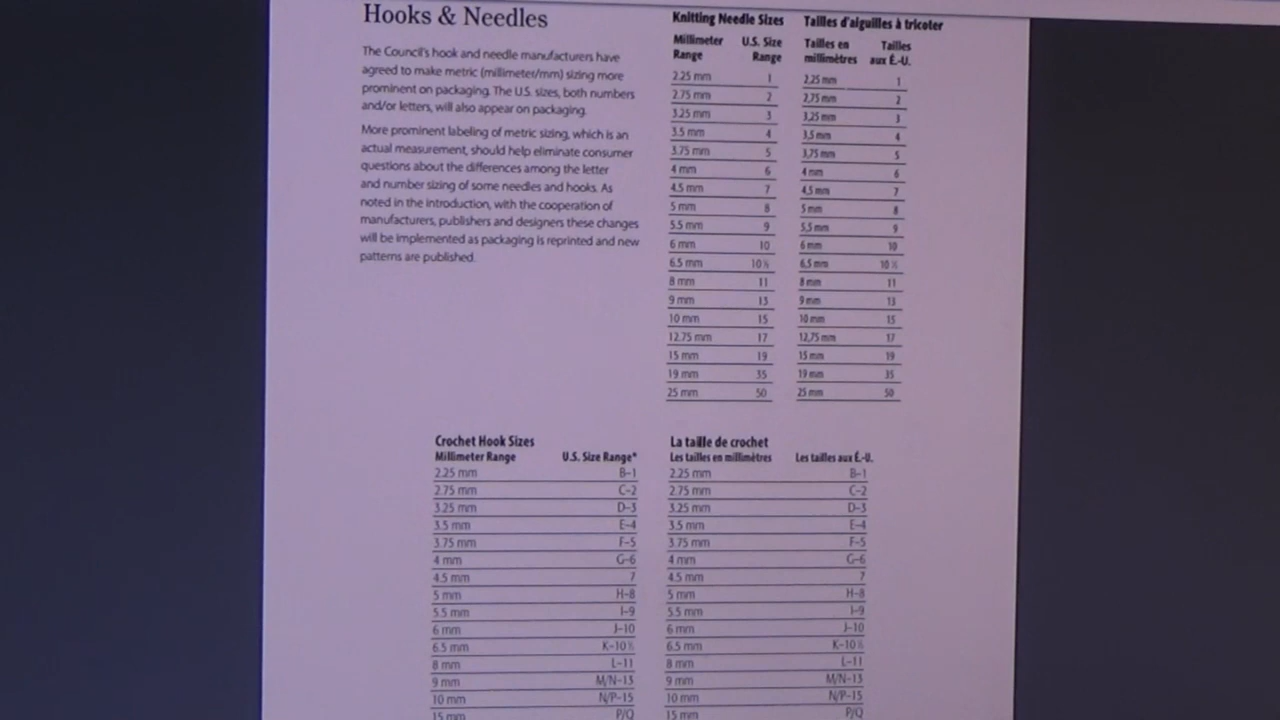 Hooks & Needles
The Council's hook and needle manufacturers have
agreed to make metric (millimeter/mm) sizing more
prominent on packaging. The U.S. sizes, both numbers
and/or letters, will also appear on packaging.
More prominent labeling of metric sizing, which is an
actual measurement, should help eliminate consumer
questions about the differences among the letter
and number sizing of some needles and hooks. As
noted in the introduction, with the cooperation of
manufacturers, publishers and designers these changes
will be implemented as packaging is reprinted and new
patterns are published.
Knitting Needle Sizes
Millimeter Range U.S. Size Range
2.25 mm 1
2.75 mm 2
3.25 mm 3
3.5 mm 4
3.75 mm 5
4 mm 6
4.5 mm 7
5 mm 8
5.5 mm 9
6 mm 10
6.5 mm 10½
8 mm 11
9 mm 13
10 mm 15
12.75 mm 17
15 mm 19
19 mm 35
25 mm 50
Tailles d'aiguilles à tricoter
Tailles en millimètres Tailles aux É.-U.
2,25 mm 1
2,75 mm 2
3,25 mm 3
3,5 mm 4
3,75 mm 5
4 mm 6
4,5 mm 7
5 mm 8
5,5 mm 9
6 mm 10
6,5 mm 10½
8 mm 11
9 mm 13
10 mm 15
12,75 mm 17
15 mm 19
19 mm 35
25 mm 50
Crochet Hook Sizes
Millimeter Range U.S. Size Range*
2.25 mm B–1
2.75 mm C–2
3.25 mm D–3
3.5 mm E–4
3.75 mm F–5
4 mm G–6
4.5 mm 7
5 mm H–8
5.5 mm I–9
6 mm J–10
6.5 mm K–10½
8 mm L–11
9 mm M/N–13
10 mm N/P–15
15 mm P/Q
La taille de crochet
Les tailles en millimètres Les tailles aux É.-U.
2.25 mm B–1
2.75 mm C–2
3.25 mm D–3
3.5 mm E–4
3.75 mm F–5
4 mm G–6
4.5 mm 7
5 mm H–8
5.5 mm I–9
6 mm J–10
6.5 mm K–10½
8 mm L–11
9 mm M/N–13
10 mm N/P–15
15 mm P/Q